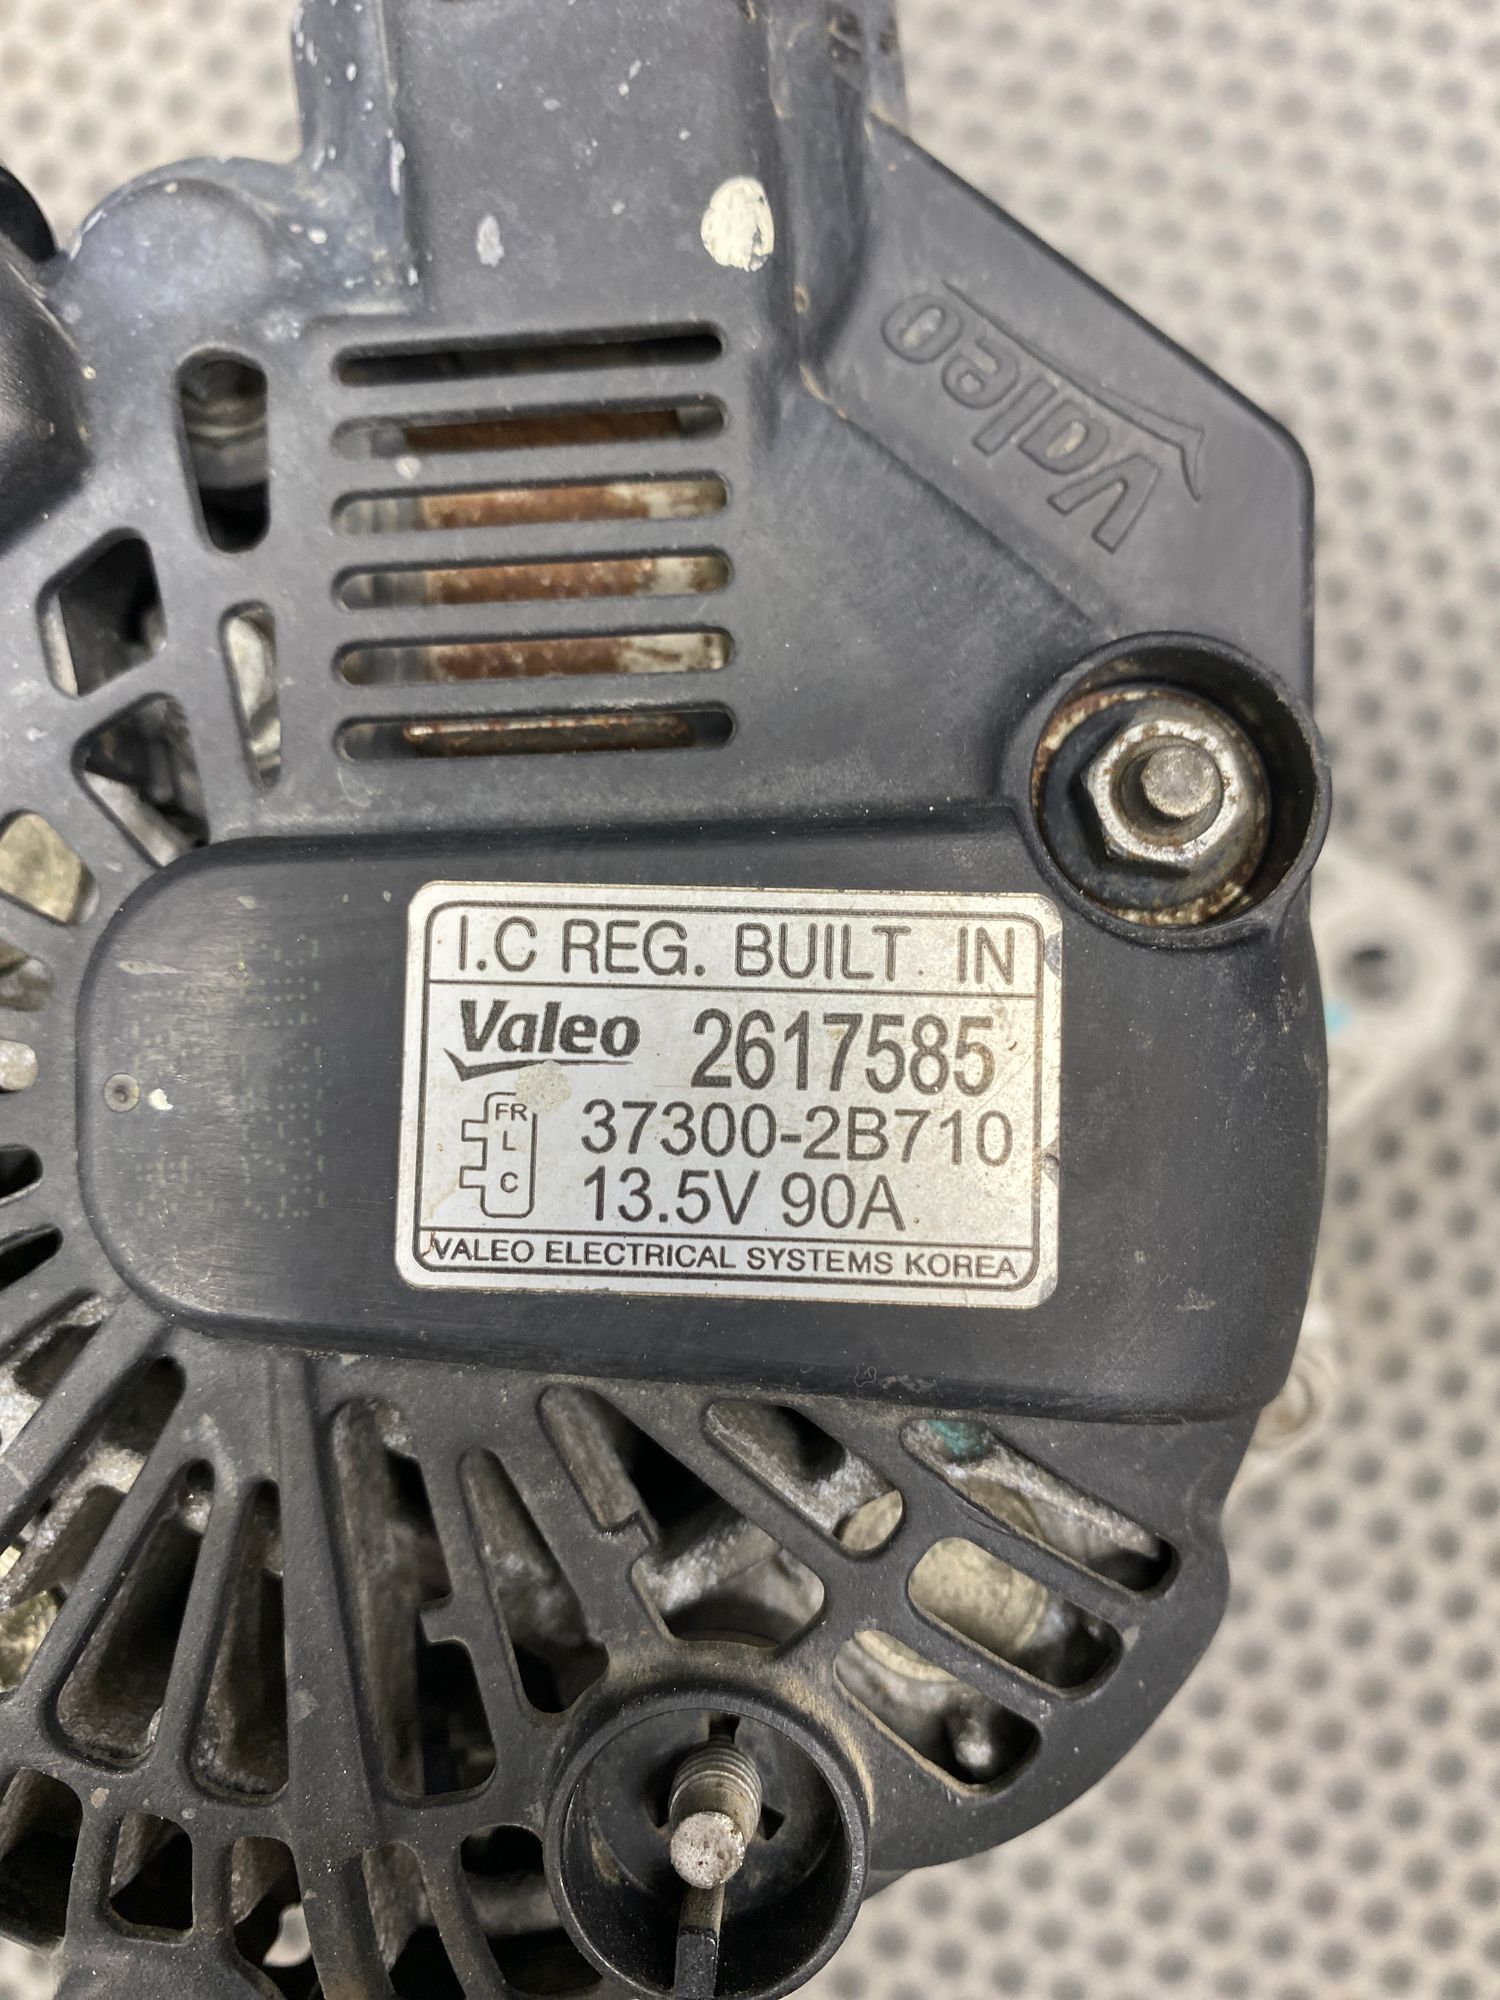 Valeo
I.C REG. BUILT IN
Valeo 2617585
FR
L
C
37300-2B710
13.5V 90A
VALEO ELECTRICAL SYSTEMS KOREA